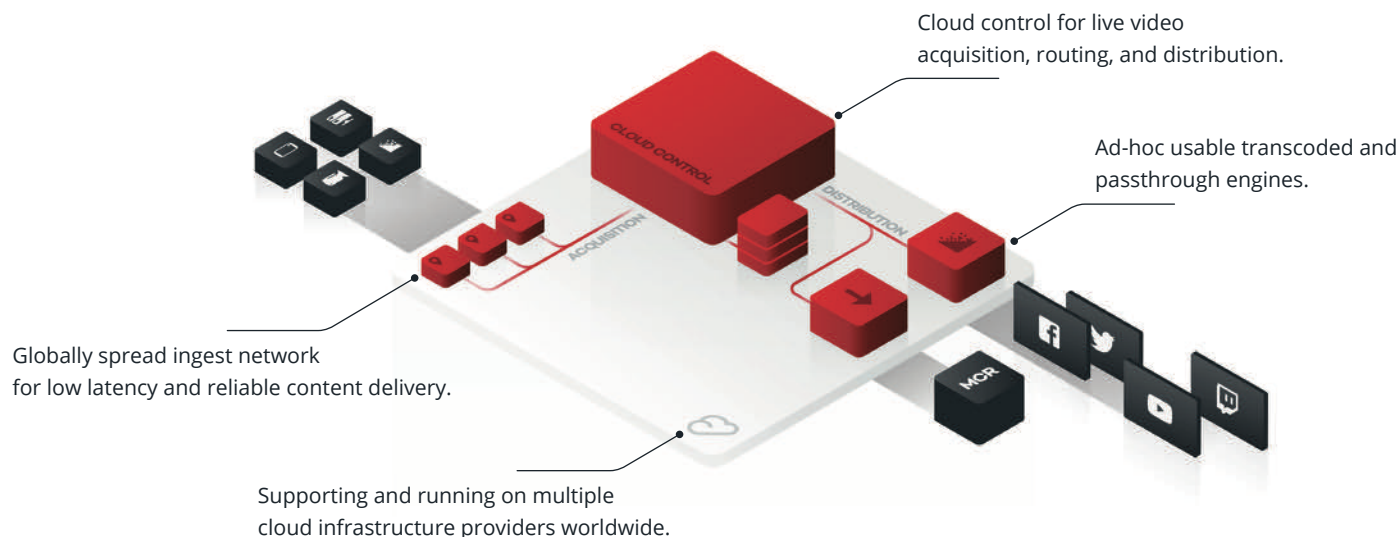 Cloud control for live video
acquisition, routing, and distribution.
CLOUD CONTROL
Ad-hoc usable transcoded and
passthrough engines.
DISTRIBUTION
ACQUISITION
Globally spread ingest network
for low latency and reliable content delivery.
MCR
Supporting and running on multiple
cloud infrastructure providers worldwide.